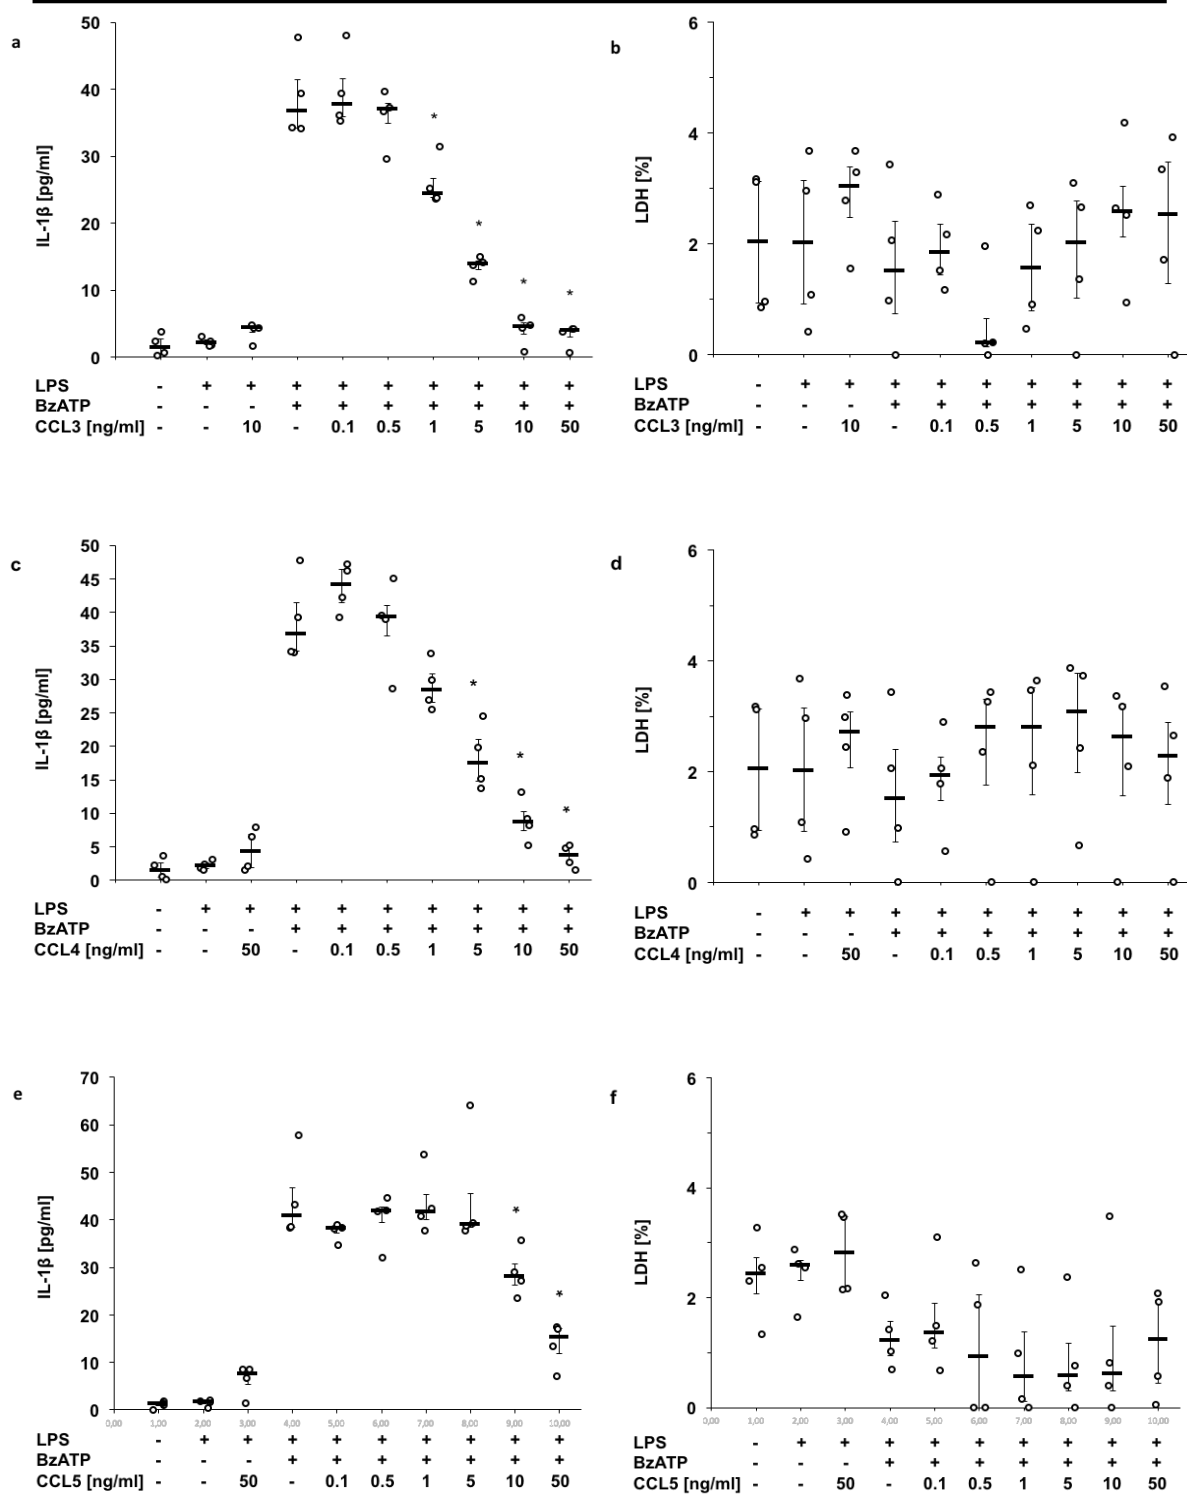 a
IL-1β [pg/ml]
50
40
30
20
10
0
* * * *
LPS - + + + + + + + + +
BzATP - - - + + + + + + +
CCL3 [ng/ml] - - 10 - 0.1 0.5 1 5 10 50
b
LDH [%]
6
4
2
0
LPS - + + + + + + + + +
BzATP - - - + + + + + + +
CCL3 [ng/ml] - - 10 - 0.1 0.5 1 5 10 50
c
IL-1β [pg/ml]
50
45
40
35
30
25
20
15
10
5
0
* * *
LPS - + + + + + + + + +
BzATP - - - + + + + + + +
CCL4 [ng/ml] - - 50 - 0.1 0.5 1 5 10 50
d
LDH [%]
6
4
2
0
LPS - + + + + + + + + +
BzATP - - - + + + + + + +
CCL4 [ng/ml] - - 50 - 0.1 0.5 1 5 10 50
e
IL-1β [pg/ml]
70
60
50
40
30
20
10
0
* *
0,00 1,00 2,00 3,00 4,00 5,00 6,00 7,00 8,00 9,00 10,00
LPS - + + + + + + + + +
BzATP - - - + + + + + + +
CCL5 [ng/ml] - - 50 - 0.1 0.5 1 5 10 50
f
LDH [%]
6
4
2
0
0,00 1,00 2,00 3,00 4,00 5,00 6,00 7,00 8,00 9,00 10,00
LPS - + + + + + + + + +
BzATP - - - + + + + + + +
CCL5 [ng/ml] - - 50 - 0.1 0.5 1 5 10 50